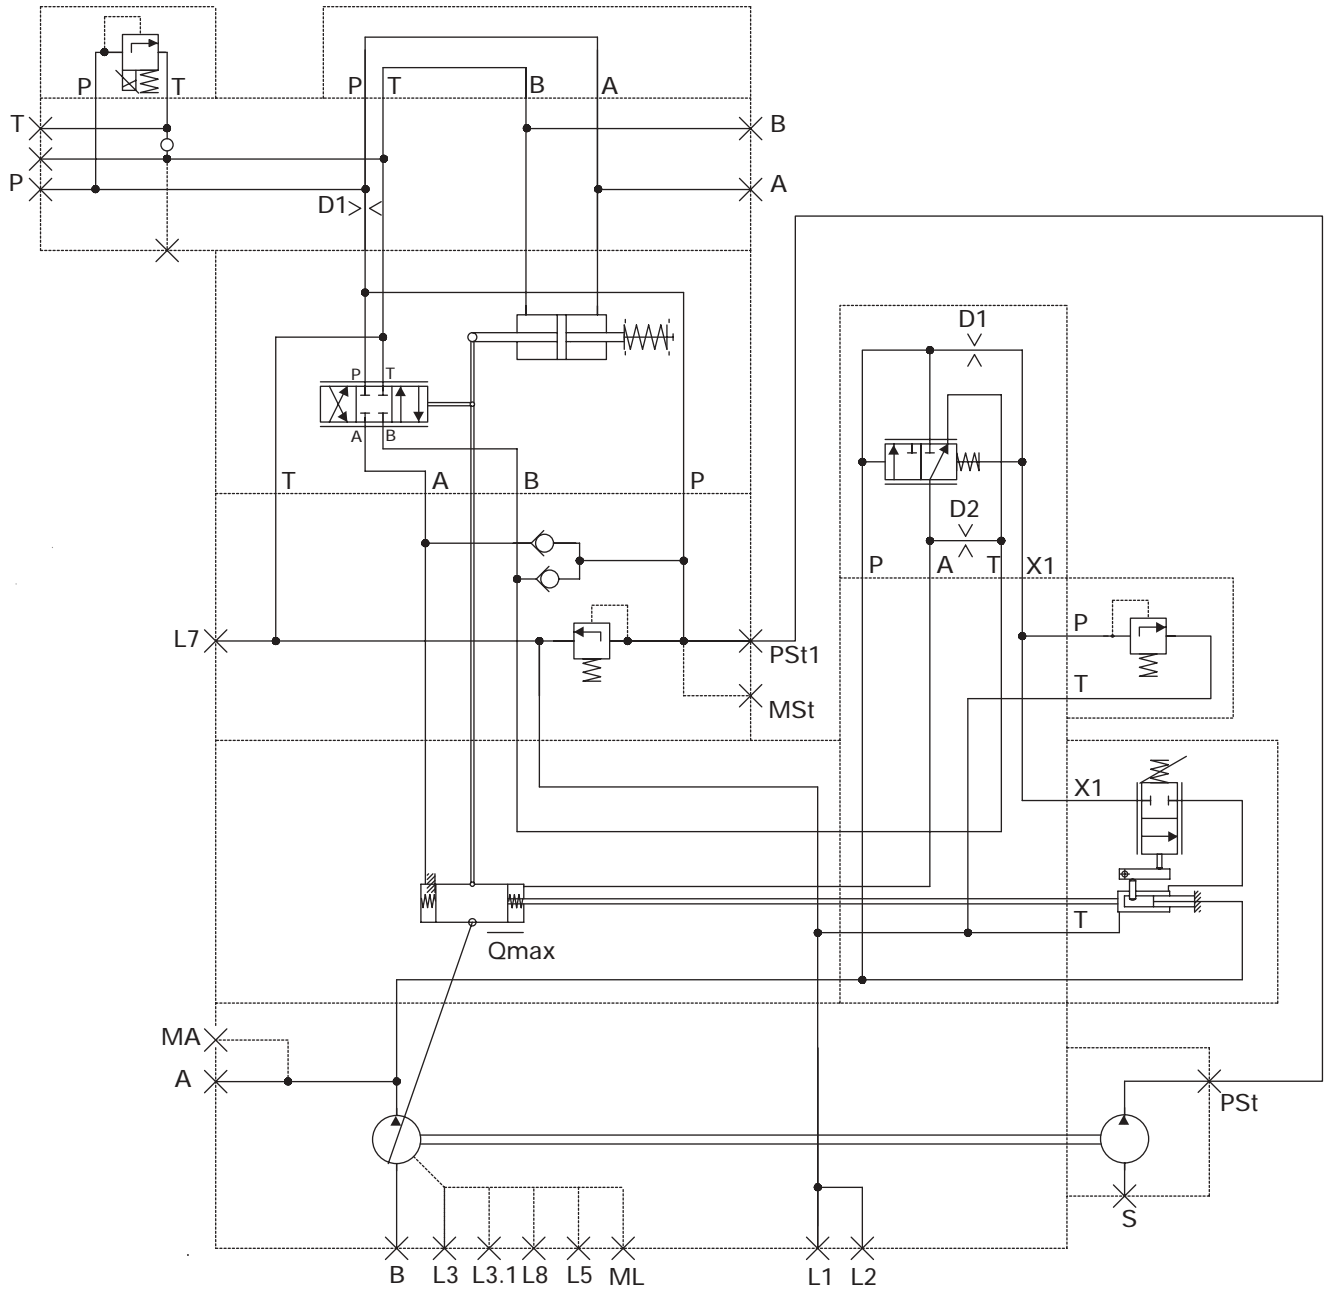 P T P T B A
T B
P A
D1
D1
P T
A B
T A B P
D2
P A T X1
L7 PSt1 P
T
MSt
X1
T
Qmax
MA
A PSt
S
B L3 L3.1 L8 L5 ML L1 L2